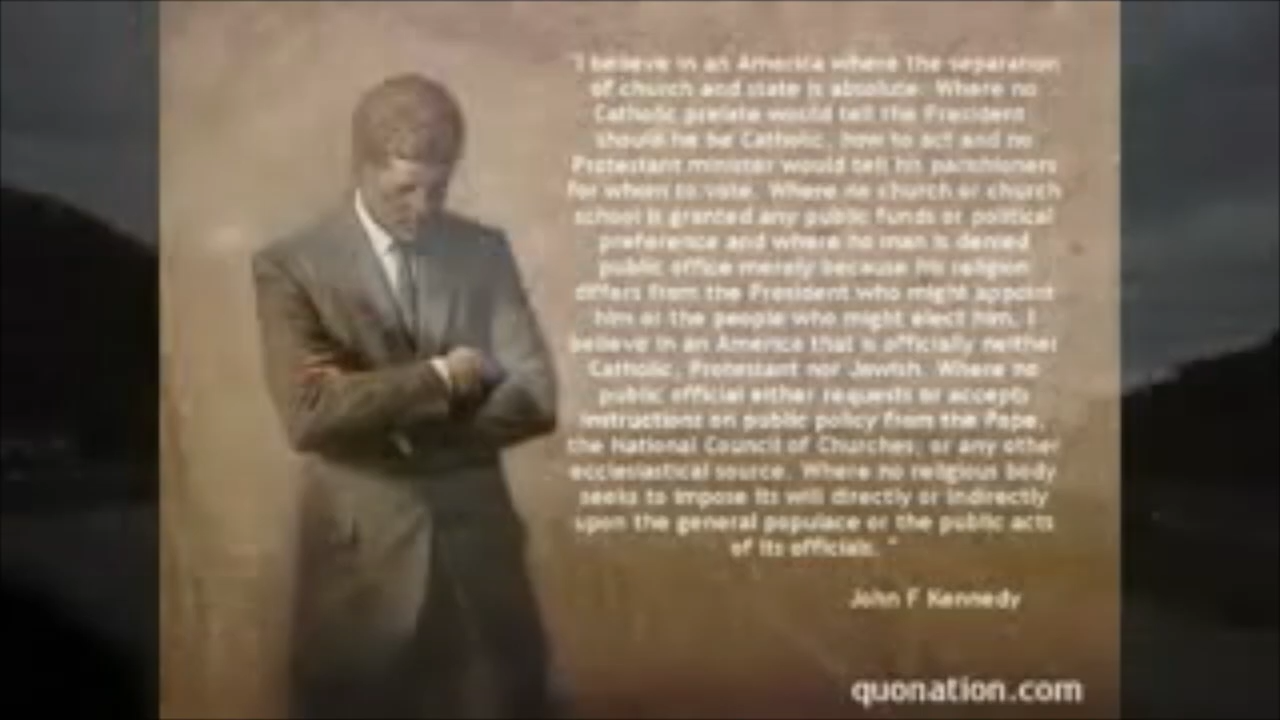 "I believe in an America where the separation
of church and state is absolute. Where no
Catholic prelate would tell the President
should he be Catholic, how to act and no
Protestant minister would tell his parishioners
for whom to vote. Where no church or church
school is granted any public funds or political
preference and where no man is denied
public office merely because his religion
differs from the President who might appoint
him or the people who might elect him. I
believe in an America that is officially neither
Catholic, Protestant nor Jewish. Where no
public official either requests or accepts
instructions on public policy from the Pope,
the National Council of Churches, or any other
ecclesiastical source. Where no religious body
seeks to impose its will directly or indirectly
upon the general populace or the public acts
of its officials. "
John F Kennedy
quonation.com